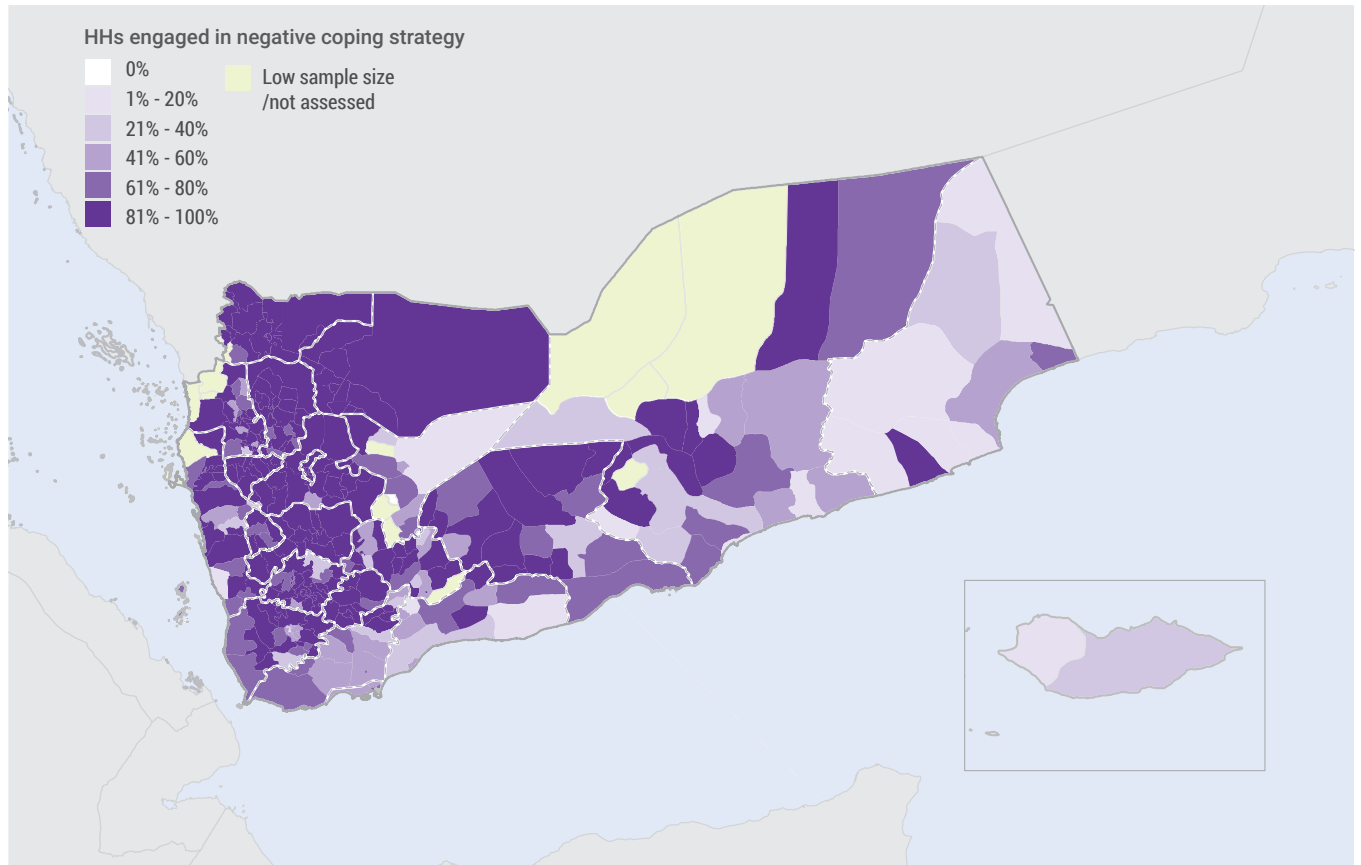 HHs engaged in negative coping strategy
0%
1% - 20%
21% - 40%
41% - 60%
61% - 80%
81% - 100%
Low sample size
/not assessed